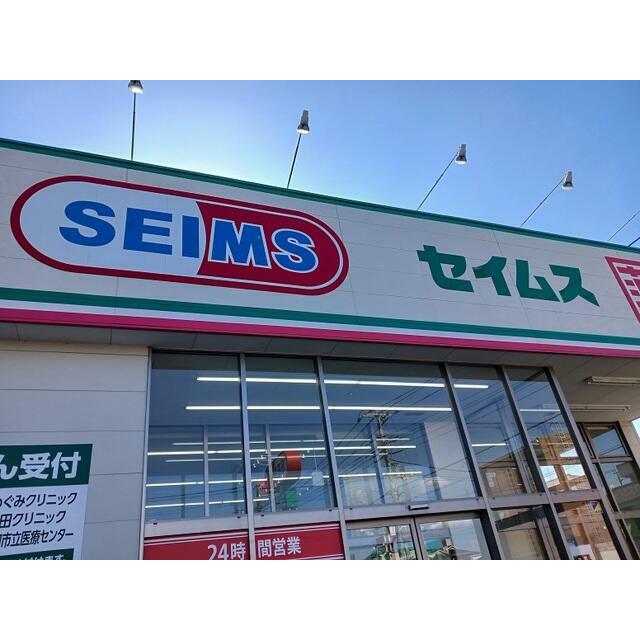 SEIMS
セイムス
ん受付
めぐみクリニック
田クリニック
市立医療センター
24時間営業